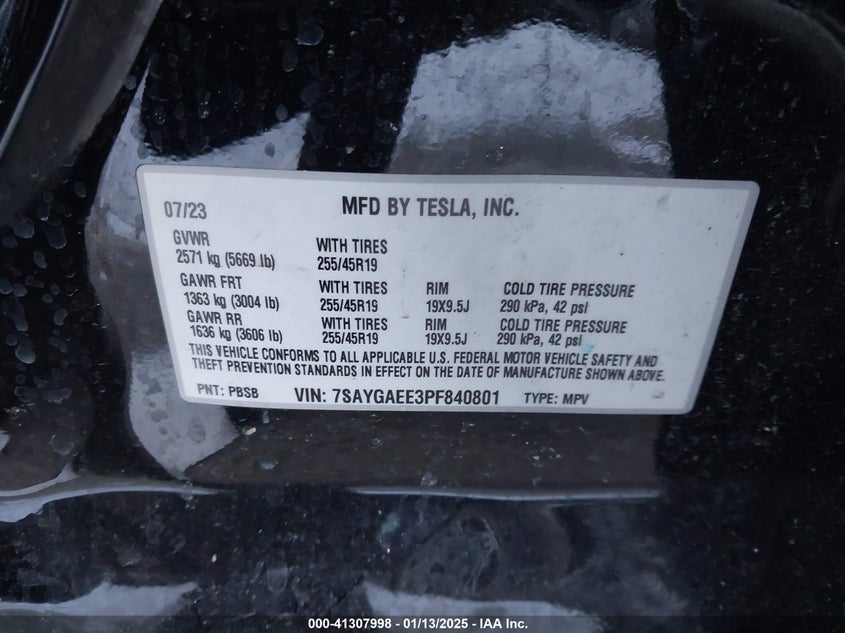 07/23 MFD BY TESLA, INC.
GVWR
2571 kg (5669 lb) WITH TIRES
255/45R19
GAWR FRT WITH TIRES RIM COLD TIRE PRESSURE
1363 kg (3004 lb) 255/45R19 19X9.5J 290 kPa, 42 psi
GAWR RR WITH TIRES RIM COLD TIRE PRESSURE
1636 kg (3606 lb) 255/45R19 19X9.5J 290 kPa, 42 psi
THIS VEHICLE CONFORMS TO ALL APPLICABLE U.S. FEDERAL MOTOR VEHICLE SAFETY AND
THEFT PREVENTION STANDARDS IN EFFECT ON THE DATE OF MANUFACTURE SHOWN ABOVE.
PNT: PBSB VIN: 7SAYGAEE3PF840801 TYPE: MPV
000-41307998 - 01/13/2025 - IAA Inc.